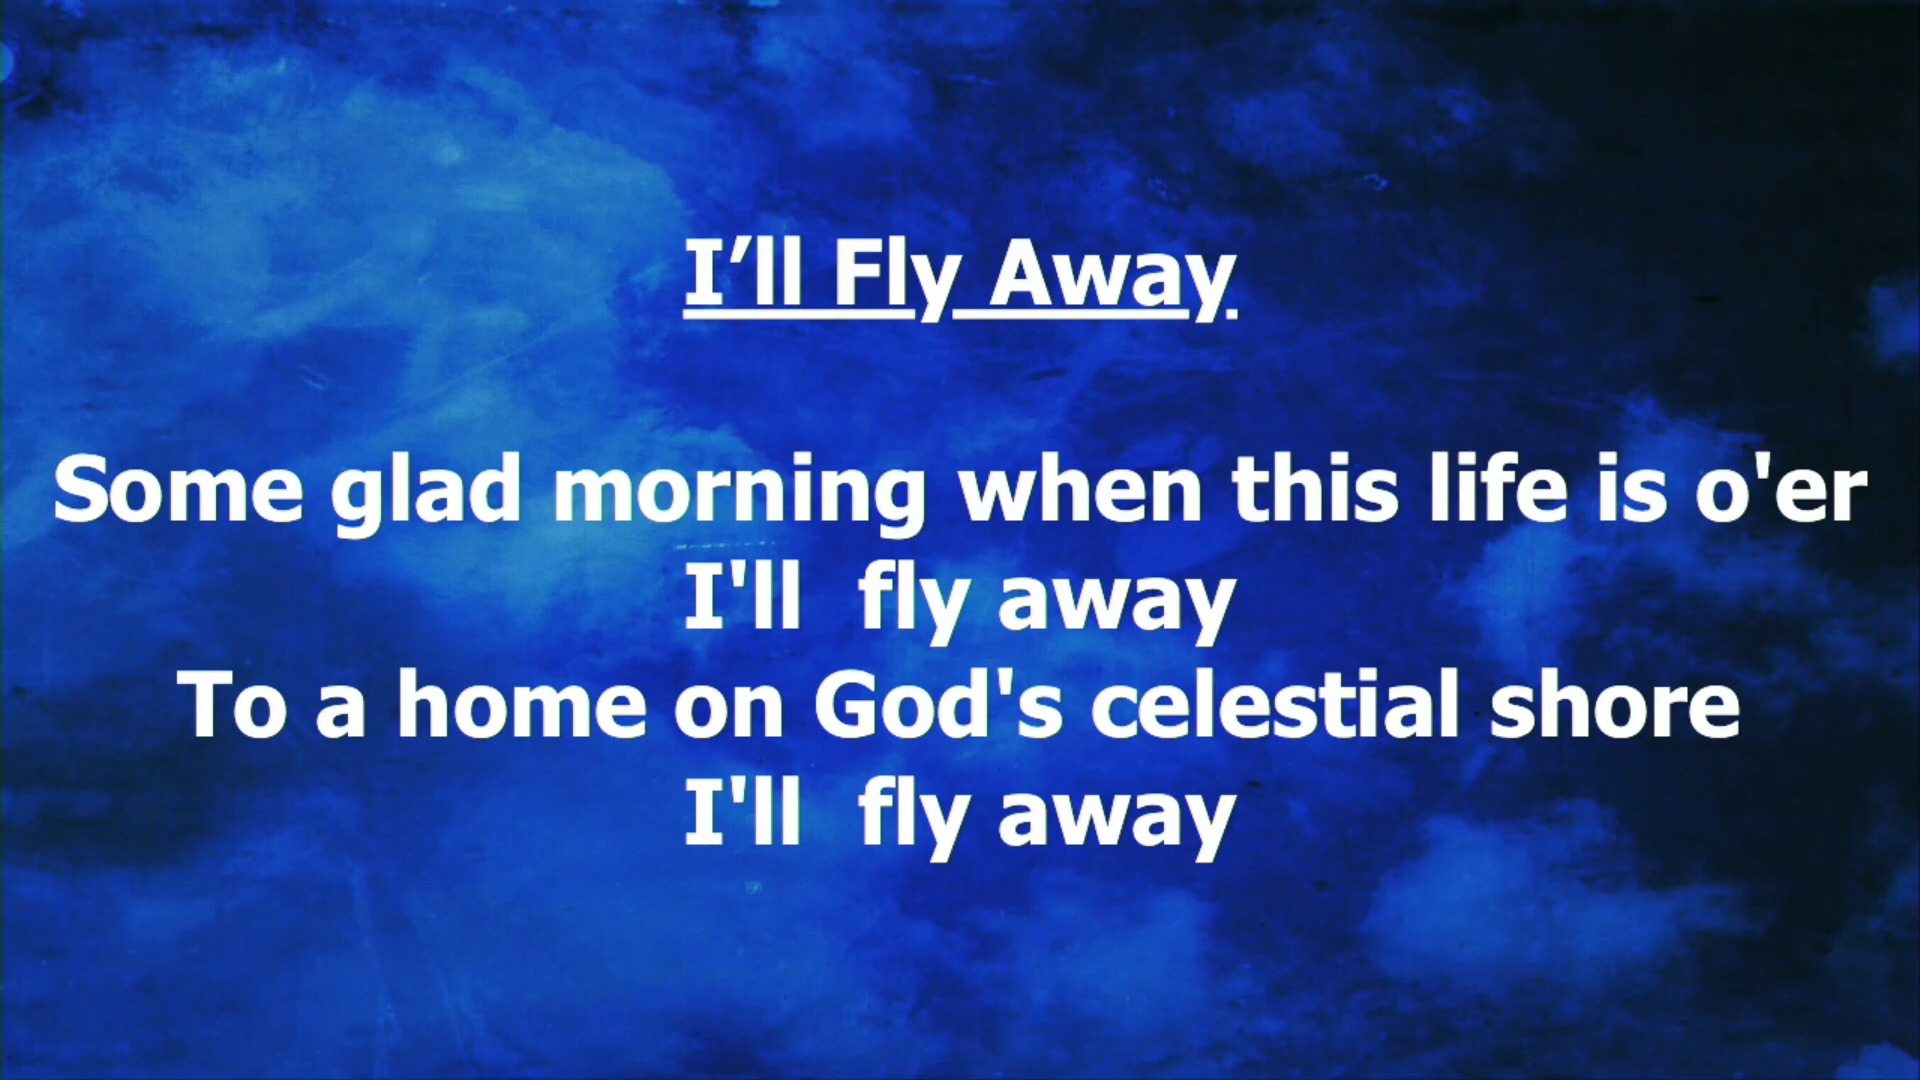 I’ll Fly Away
Some glad morning when this life is o'er
I'll  fly away
To a home on God's celestial shore
I'll  fly away